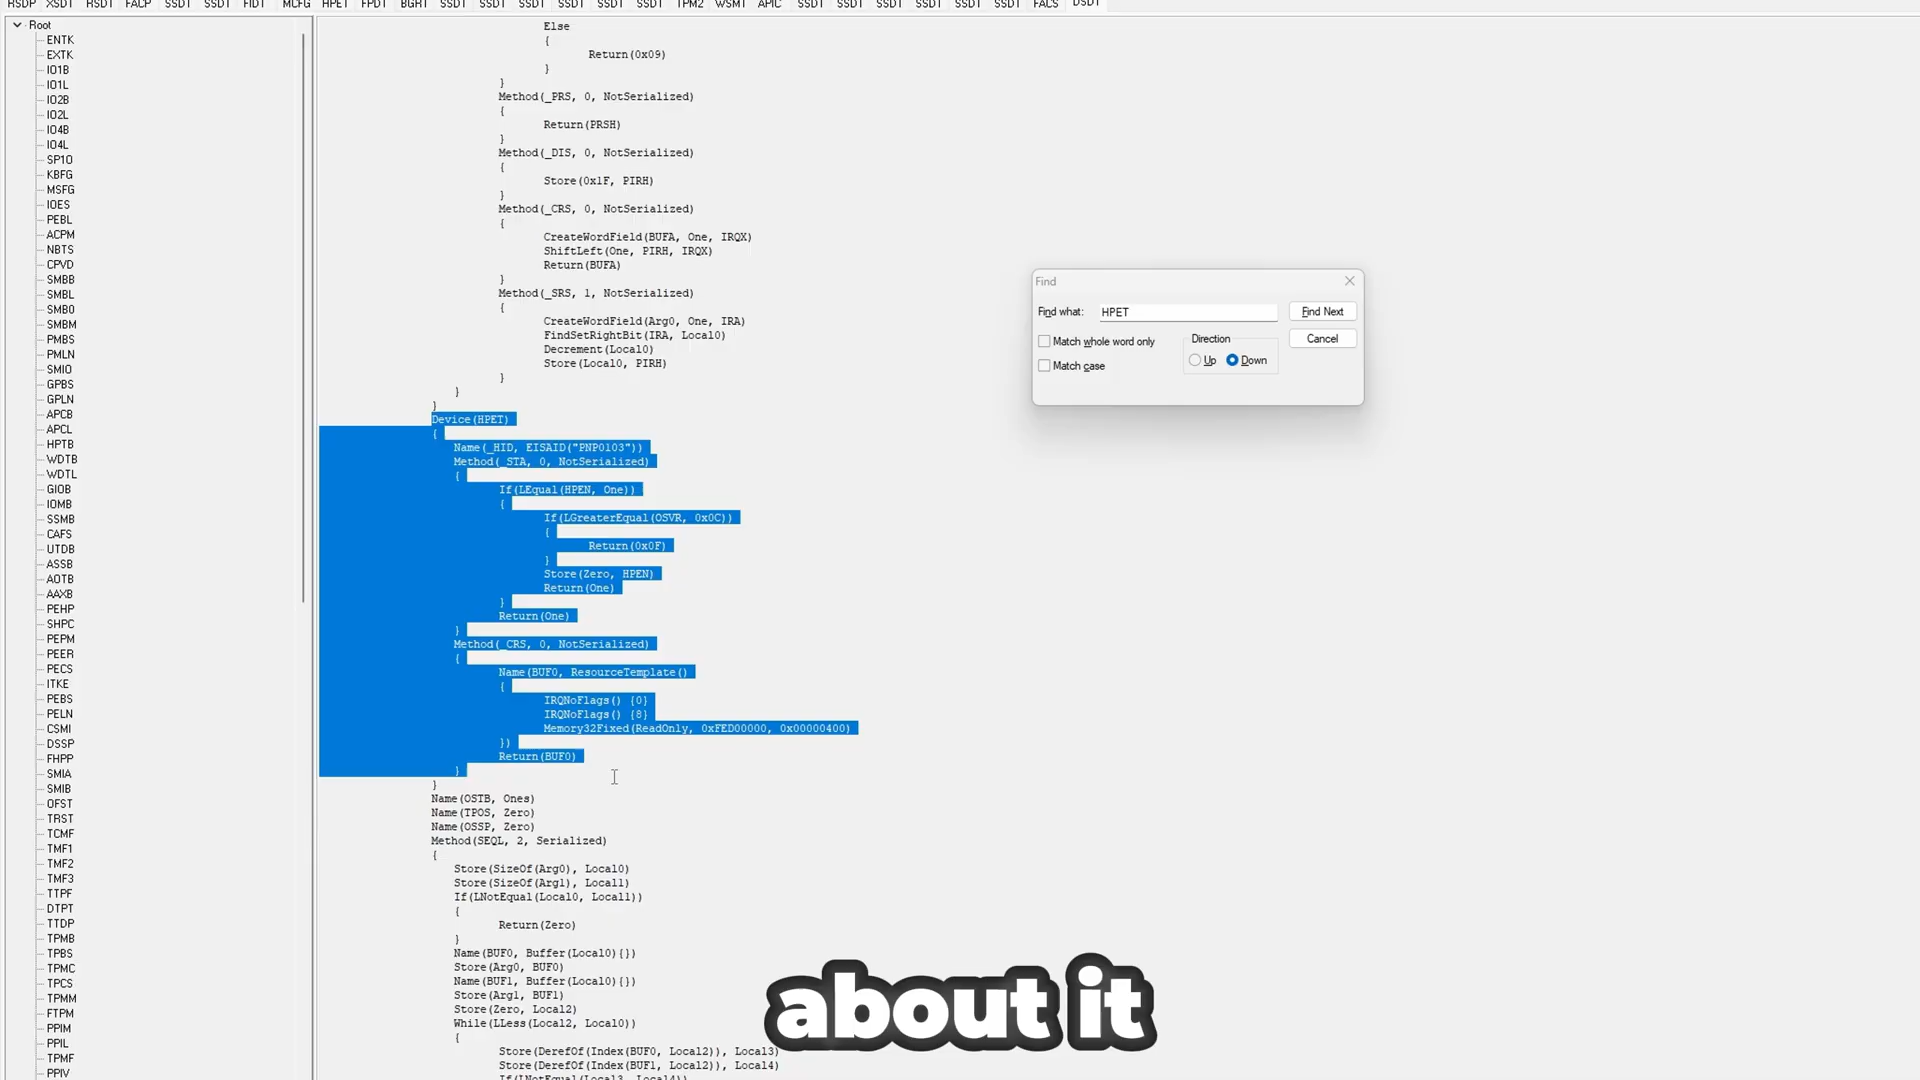 RSDP XSDT RSDT FACP SSDT SSDT FIDT MCFG HPET FPDT BGRT SSDT SSDT SSDT SSDT SSDT SSDT TPM2 WSMT APIC SSDT SSDT SSDT SSDT SSDT SSDT FACS DSDT
Root
ENTK
EXTK
IO1B
IO1L
IO2B
IO2L
IO4B
IO4L
SP1O
KBFG
MSFG
IOES
PEBL
ACPM
NBTS
CPVD
SMBB
SMBL
SMB0
SMBM
PMBS
PMLN
SMIO
GPBS
GPLN
APCB
APCL
HPTB
WDTB
WDTL
GIOB
IOMB
SSMB
CAFS
UTDB
ASSB
AOTB
AAXB
PEHP
SHPC
PEPM
PEER
PECS
ITKE
PEBS
PELN
CSMI
DSSP
FHPP
SMIA
SMIB
OFST
TRST
TCMF
TMF1
TMF2
TMF3
TTPF
DTPT
TTDP
TPMB
TPBS
TPMC
TPCS
TPMM
FTPM
PPIM
PPIL
TPMF
PPIV
Else
{
Return(0x09)
}
}
Method(_PRS, 0, NotSerialized)
{
Return(PRSH)
}
Method(_DIS, 0, NotSerialized)
{
Store(0x1F, PIRH)
}
Method(_CRS, 0, NotSerialized)
{
CreateWordField(BUFA, One, IRQX)
ShiftLeft(One, PIRH, IRQX)
Return(BUFA)
}
Method(_SRS, 1, NotSerialized)
{
CreateWordField(Arg0, One, IRA)
FindSetRightBit(IRA, Local0)
Decrement(Local0)
Store(Local0, PIRH)
}
}
}
Device(HPET)
{
Name(_HID, EISAID("PNP0103"))
Method(_STA, 0, NotSerialized)
{
If(LEqual(HPEN, One))
{
If(LGreaterEqual(OSVR, 0x0C))
{
Return(0x0F)
}
Store(Zero, HPEN)
Return(One)
}
Return(One)
}
Method(_CRS, 0, NotSerialized)
{
Name(BUF0, ResourceTemplate()
{
IRQNoFlags() {0}
IRQNoFlags() {8}
Memory32Fixed(ReadOnly, 0xFED00000, 0x00000400)
})
Return(BUF0)
}
}
Name(OSTB, Ones)
Name(TPOS, Zero)
Name(OSSP, Zero)
Method(SEQL, 2, Serialized)
{
Store(SizeOf(Arg0), Local0)
Store(SizeOf(Arg1), Local1)
If(LNotEqual(Local0, Local1))
{
Return(Zero)
}
Name(BUF0, Buffer(Local0){})
Store(Arg0, BUF0)
Name(BUF1, Buffer(Local0){})
Store(Arg1, BUF1)
Store(Zero, Local2)
While(LLess(Local2, Local0))
{
Store(DerefOf(Index(BUF0, Local2)), Local3)
Store(DerefOf(Index(BUF1, Local2)), Local4)
If(LNotEqual(Local3, Local4))
Find
Find what: HPET Find Next
Match whole word only Direction Cancel
Match case Up Down
about it